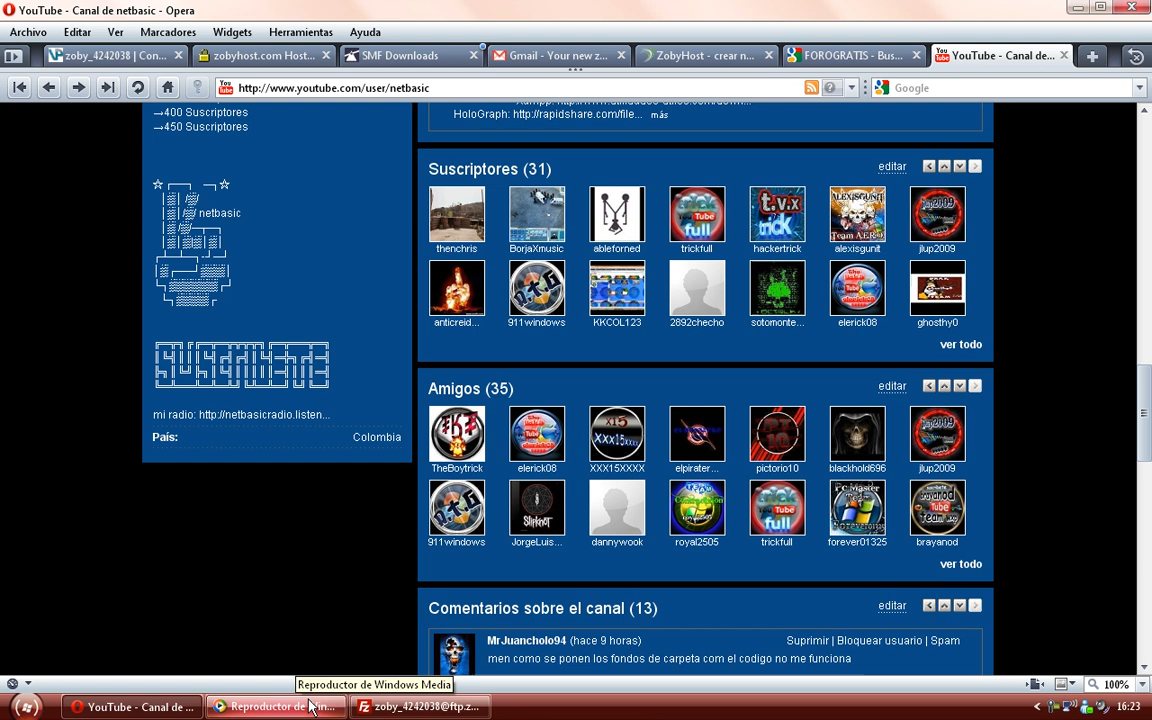 YouTube - Canal de netbasic - Opera
Archivo Editar Ver Marcadores Widgets Herramientas Ayuda
zoby_4242038 | Con... zobyhost.com Host... SMF Downloads Gmail - Your new z... ZobyHost - crear n... FOROGRATIS - Bus... YouTube - Canal de...
http://www.youtube.com/user/netbasic Google
→400 Suscriptores
→450 Suscriptores
netbasic
mi radio: http://netbasicradio.listen...
País: Colombia
HoloGraph: http://rapidshare.com/file... más
Suscriptores (31) editar
thenchris BorjaXmusic ableforned trickfull hackertrick alexisgunit jlup2009
anticreid... 911windows KKCOL123 2892checho sotomonte... elerick08 ghosthy0
ver todo
Amigos (35) editar
TheBoytrick elerick08 XXX15XXXX elpirater... pictorio10 blackhold696 jlup2009
911windows JorgeLuis... dannywook royal2505 trickfull forever01325 brayanod
ver todo
Comentarios sobre el canal (13) editar
MrJuancholo94 (hace 9 horas) Suprimir | Bloquear usuario | Spam
men como se ponen los fondos de carpeta com el codigo no me funciona
Reproductor de Windows Media
100%
YouTube - Canal de ... Reproductor de Win... zoby_4242038@ftp.z... 16:23